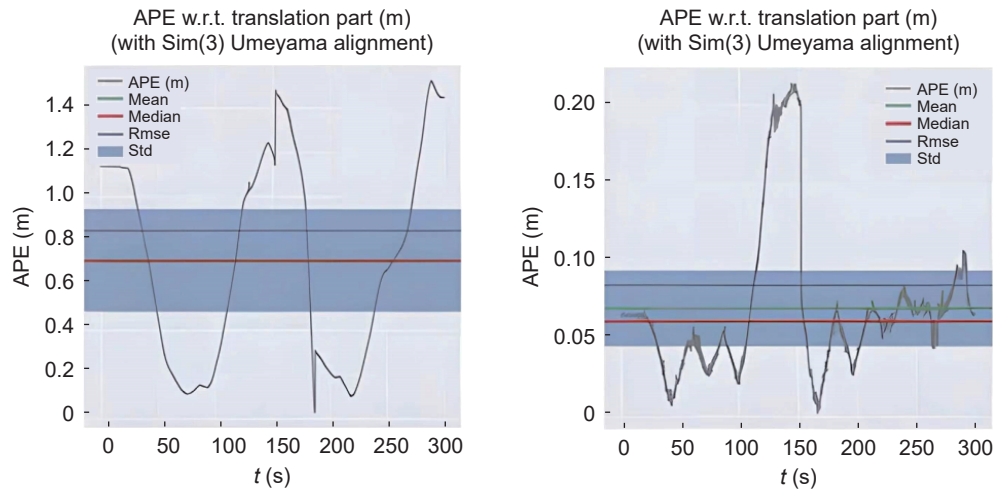 APE w.r.t. translation part (m)
(with Sim(3) Umeyama alignment)
APE (m)
Mean
Median
Rmse
Std
1.4
1.2
1.0
0.8
0.6
0.4
0.2
0
APE (m)
0 50 100 150 200 250 300
t (s)
APE w.r.t. translation part (m)
(with Sim(3) Umeyama alignment)
APE (m)
Mean
Median
Rmse
Std
0.20
0.15
0.10
0.05
0
APE (m)
0 50 100 150 200 250 300
t (s)